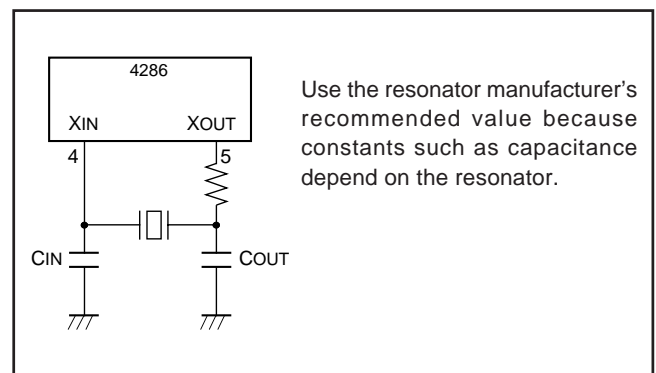 4286
XIN XOUT
4 5
CIN COUT
Use the resonator manufacturer's
recommended value because
constants such as capacitance
depend on the resonator.